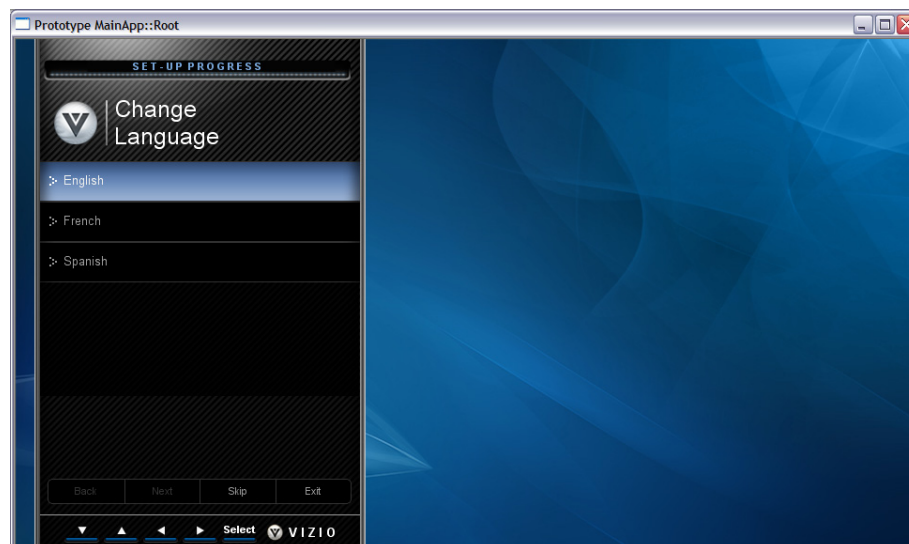 Prototype MainApp::Root
SET-UP PROGRESS
Change
Language
English
French
Spanish
Back Next Skip Exit
Select VIZIO